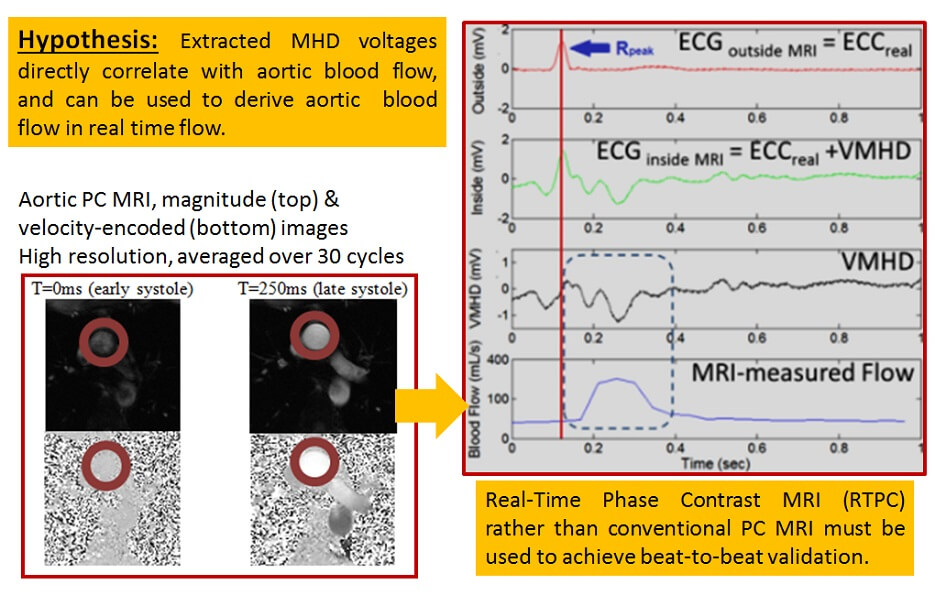 Hypothesis: Extracted MHD voltages
directly correlate with aortic blood flow,
and can be used to derive aortic blood
flow in real time flow.
Aortic PC MRI, magnitude (top) &
velocity-encoded (bottom) images
High resolution, averaged over 30 cycles
T=0ms (early systole)
T=250ms (late systole)
Outside (mV)
2
0
-2
Rpeak
ECG outside MRI = ECCreal
0
0.2
0.4
0.6
0.8
1
Inside (mV)
2
0
-2
ECG inside MRI = ECCreal +VMHD
0
0.2
0.4
0.6
0.8
1
VMHD (mV)
1
0
-1
VMHD
0
0.2
0.4
0.6
0.8
1
Blood Flow (mL/s)
400
100
0
MRI-measured Flow
0
0.2
0.4
0.6
0.8
1
Time (sec)
Real-Time Phase Contrast MRI (RTPC)
rather than conventional PC MRI must be
used to achieve beat-to-beat validation.